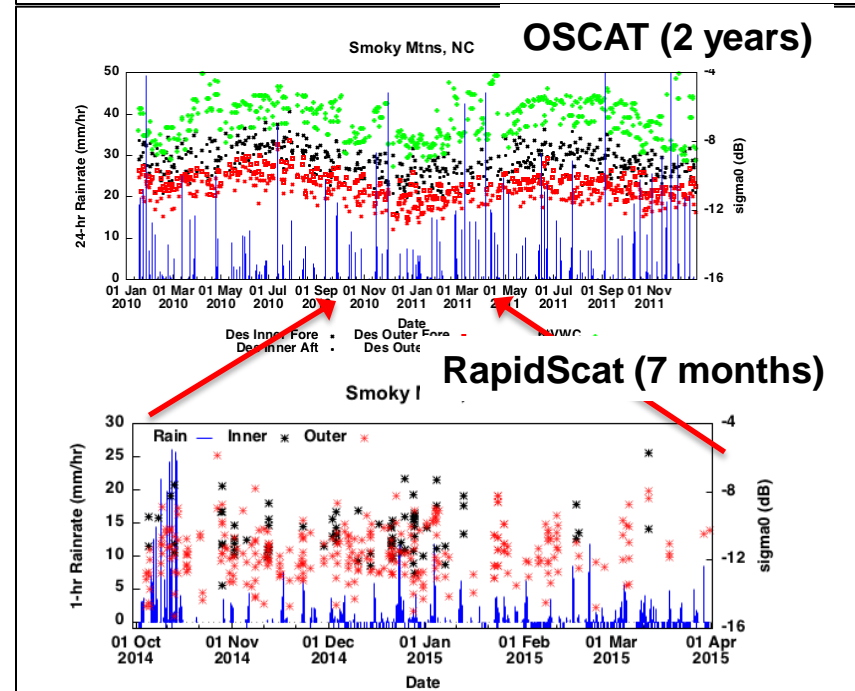 OSCAT (2 years)
Smoky Mtns, NC
24-hr Rainrate (mm/hr)
50
40
30
20
10
0
-4
-8
-12
-16
sigma0 (dB)
01 Jan 01 Mar 01 May 01 Jul 01 Sep 01 Nov 01 Jan 01 Mar 01 May 01 Jul 01 Sep 01 Nov
2010 2010 2010 2010 2010 2011 2011 2011 2011 2011 2011
Date
Des Inner Fore Des Outer Fore
Des Inner Aft Des
RapidScat (7 months)
Smoky
1-hr Rainrate (mm/hr)
30
25
20
15
10
5
0
Rain Inner Outer
-4
-8
-12
-16
sigma0 (dB)
01 Oct 01 Nov 01 Dec 01 Jan 01 Feb 01 Mar 01 Apr
2014 2014 2014 2015 2015 2015 2015
Date